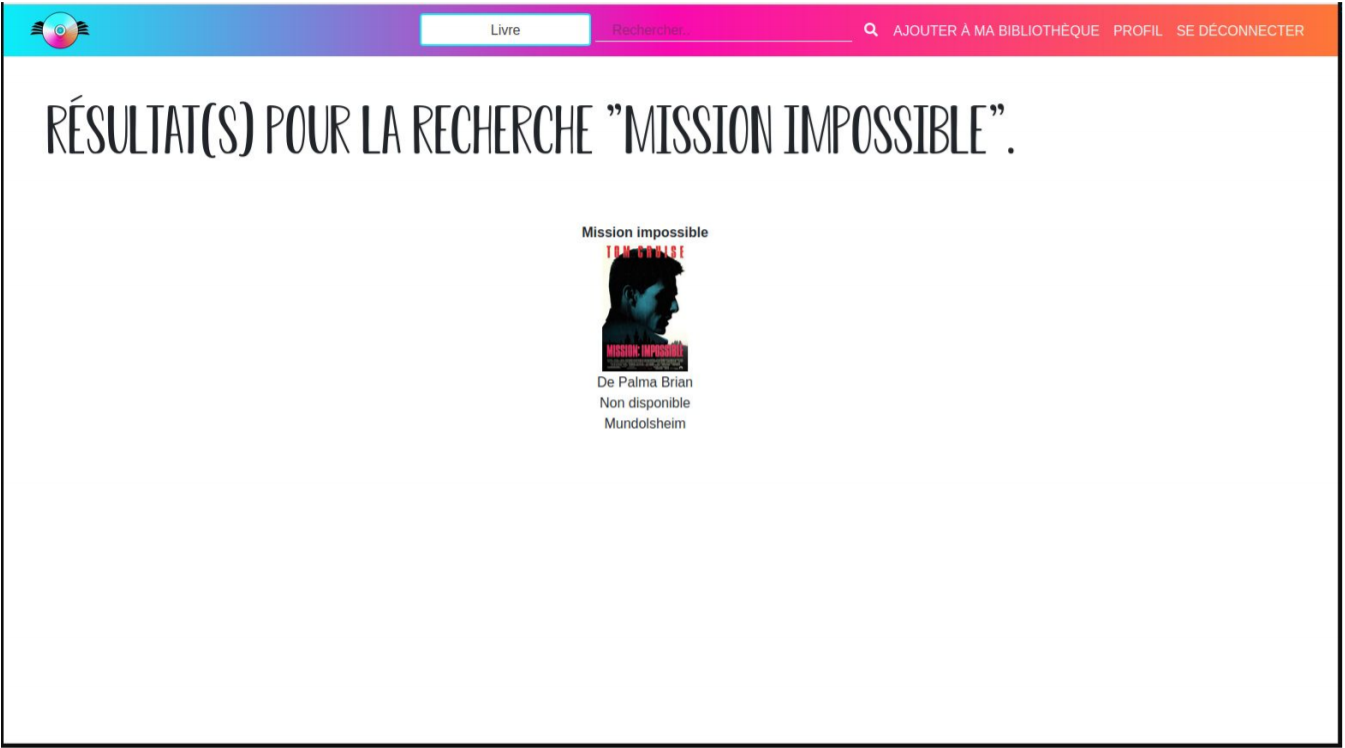 Livre
Rechercher..
AJOUTER À MA BIBLIOTHÈQUE PROFIL SE DÉCONNECTER
RÉSULTAT(S) POUR LA RECHERCHE "MISSION IMPOSSIBLE".
Mission impossible
TOM CRUISE
MISSION: IMPOSSIBLE
De Palma Brian
Non disponible
Mundolsheim